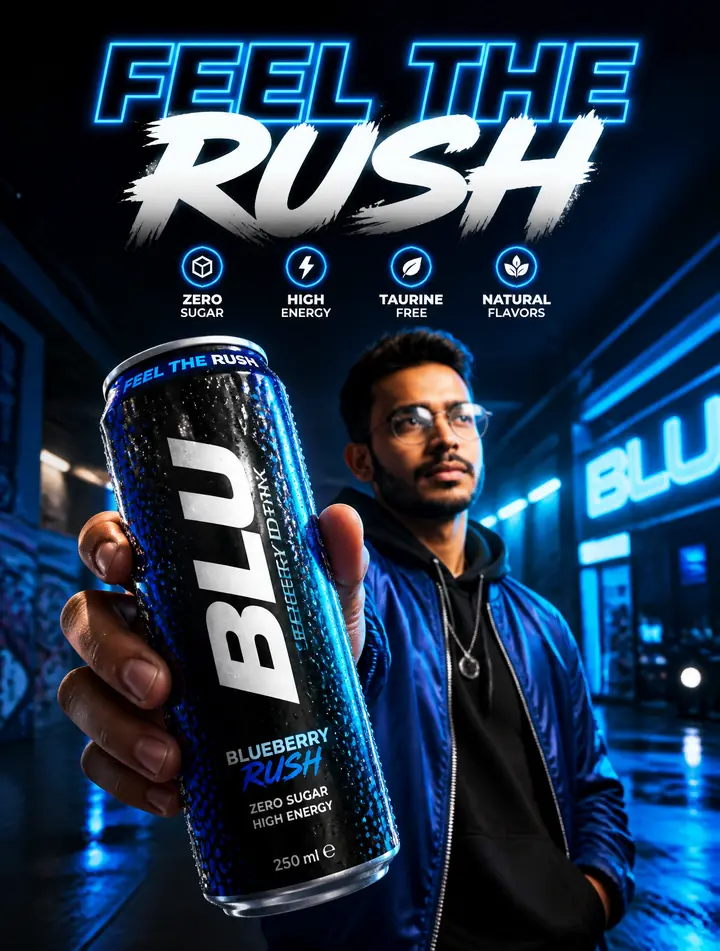 FEEL THE
RUSH
ZERO
SUGAR
HIGH
ENERGY
TAURINE
FREE
NATURAL
FLAVORS
FEEL THE RUSH
BLU
BLUEBERRY
RUSH
ZERO SUGAR
HIGH ENERGY
250 ml ℮
BLU